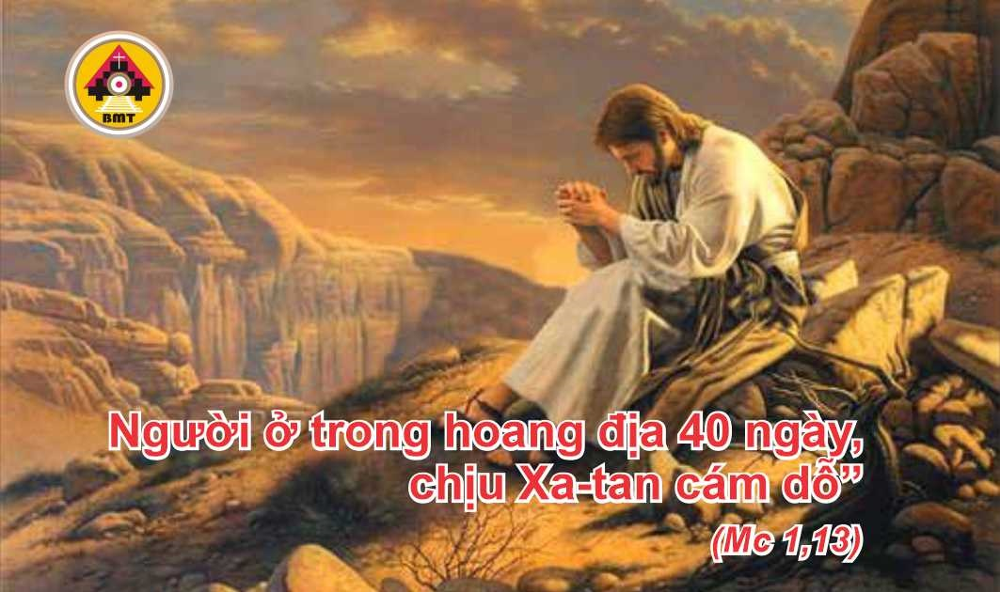 BMT
Người ở trong hoang địa 40 ngày,
chịu Xa-tan cám dỗ”
(Mc 1,13)